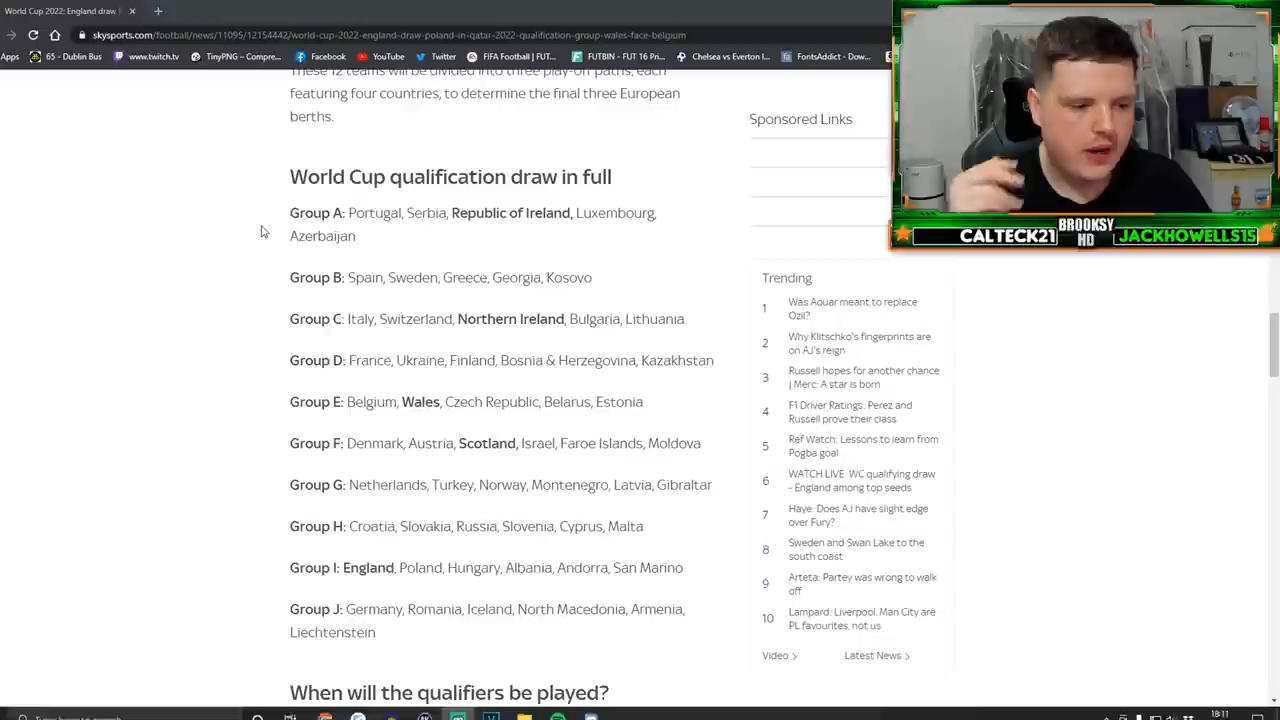 World Cup 2022: England draw
skysports.com/football/news/11095/12154442/world-cup-2022-england-draw-poland-in-qatar-2022-qualification-group-wales-face-belgium
Apps 65 - Dublin Bus www.twitch.tv TinyPNG – Compre... Facebook YouTube Twitter FIFA Football | FUT... FUTBIN - FUT 16 Pri... Chelsea vs Everton l... FontsAddict - Dow...
These 12 teams will be divided into three play-off paths, each
featuring four countries, to determine the final three European
berths.
World Cup qualification draw in full
Group A: Portugal, Serbia, Republic of Ireland, Luxembourg,
Azerbaijan
Group B: Spain, Sweden, Greece, Georgia, Kosovo
Group C: Italy, Switzerland, Northern Ireland, Bulgaria, Lithuania
Group D: France, Ukraine, Finland, Bosnia & Herzegovina, Kazakhstan
Group E: Belgium, Wales, Czech Republic, Belarus, Estonia
Group F: Denmark, Austria, Scotland, Israel, Faroe Islands, Moldova
Group G: Netherlands, Turkey, Norway, Montenegro, Latvia, Gibraltar
Group H: Croatia, Slovakia, Russia, Slovenia, Cyprus, Malta
Group I: England, Poland, Hungary, Albania, Andorra, San Marino
Group J: Germany, Romania, Iceland, North Macedonia, Armenia,
Liechtenstein
When will the qualifiers be played?
Sponsored Links
Trending
1 Was Aouar meant to replace
Ozil?
2 Why Klitschko's fingerprints are
on AJ's reign
3 Russell hopes for another chance
| Merc: A star is born
4 F1 Driver Ratings: Perez and
Russell prove their class
5 Ref Watch: Lessons to learn from
Pogba goal
6 WATCH LIVE WC qualifying draw
- England among top seeds
7 Haye: Does AJ have slight edge
over Fury?
8 Sweden and Swan Lake to the
south coast
9 Arteta: Partey was wrong to walk
off
10 Lampard: Liverpool, Man City are
PL favourites, not us
Video > Latest News >
CALTECK21 BROOKSY HD JACKHOWELLS15
18:11